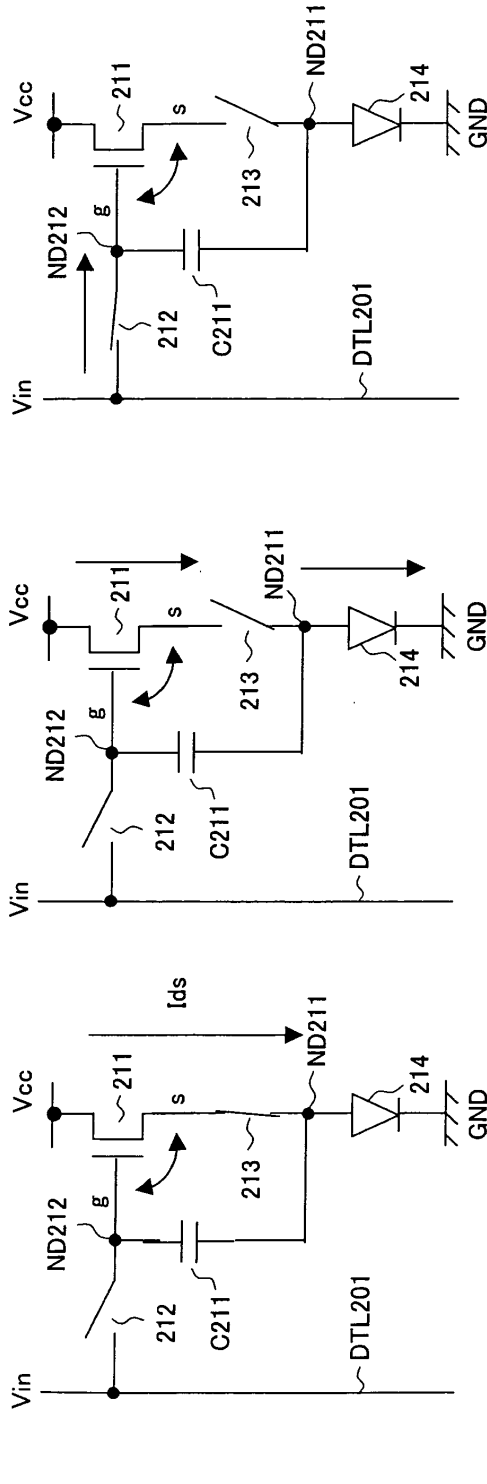 Vin
Vcc
ND212
g
211
s
Ids
212
C211
213
ND211
DTL201
214
GND
Vin
Vcc
ND212
g
211
s
212
C211
213
ND211
DTL201
214
GND
Vin
Vcc
ND212
g
211
s
212
C211
213
ND211
DTL201
214
GND